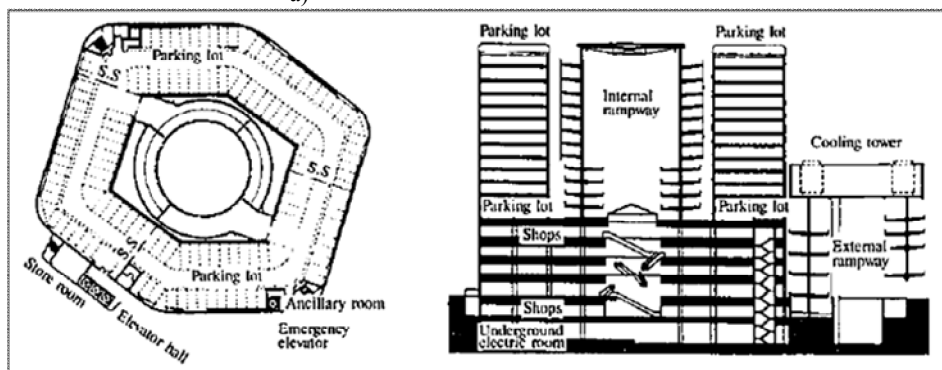 a)
Parking lot
S.S
S.S
S.S
Parking lot
Store room
Elevator hall
Ancillary room
Emergency
elevator
Parking lot
Parking lot
Internal
rampway
Cooling tower
Parking lot
Parking lot
Shops
External
rampway
Shops
Underground
electric room